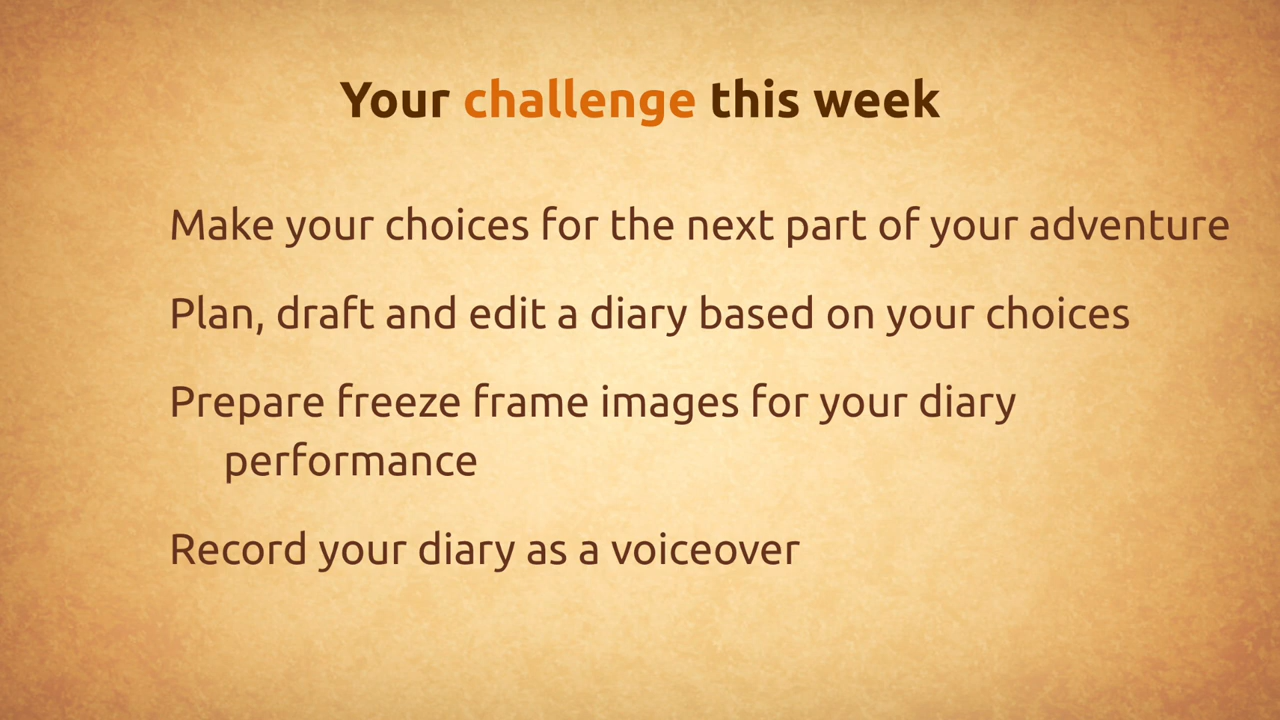 Your challenge this week
Make your choices for the next part of your adventure
Plan, draft and edit a diary based on your choices
Prepare freeze frame images for your diary
performance
Record your diary as a voiceover